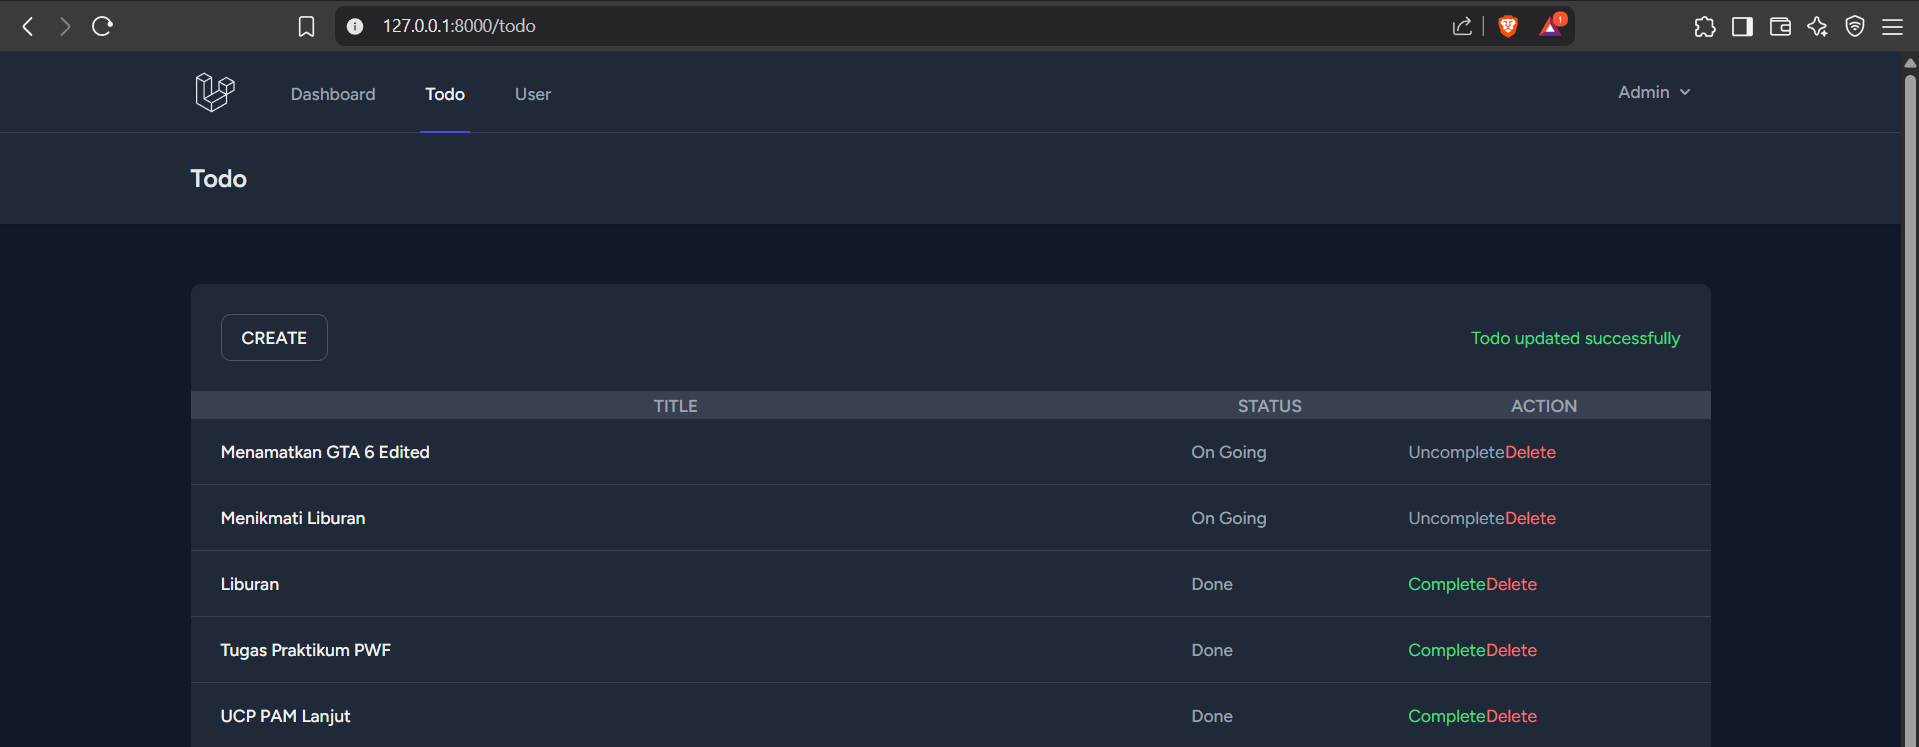 127.0.0.1:8000/todo
1
Dashboard Todo User Admin
Todo
CREATE Todo updated successfully
TITLE STATUS ACTION
Menamatkan GTA 6 Edited On Going UncompleteDelete
Menikmati Liburan On Going UncompleteDelete
Liburan Done CompleteDelete
Tugas Praktikum PWF Done CompleteDelete
UCP PAM Lanjut Done CompleteDelete